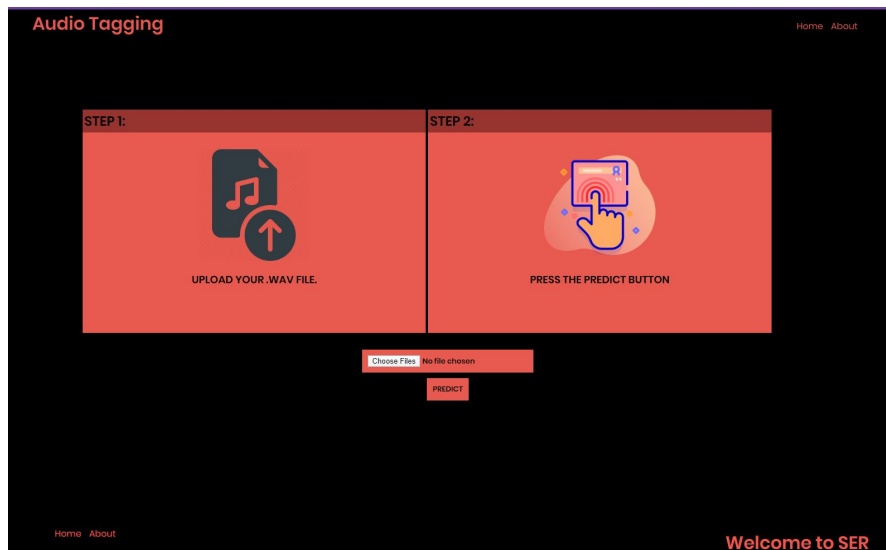 Audio Tagging
Home About
STEP 1:
STEP 2:
UPLOAD YOUR .WAV FILE.
PRESS THE PREDICT BUTTON
Choose Files No file chosen
PREDICT
Home About
Welcome to SER